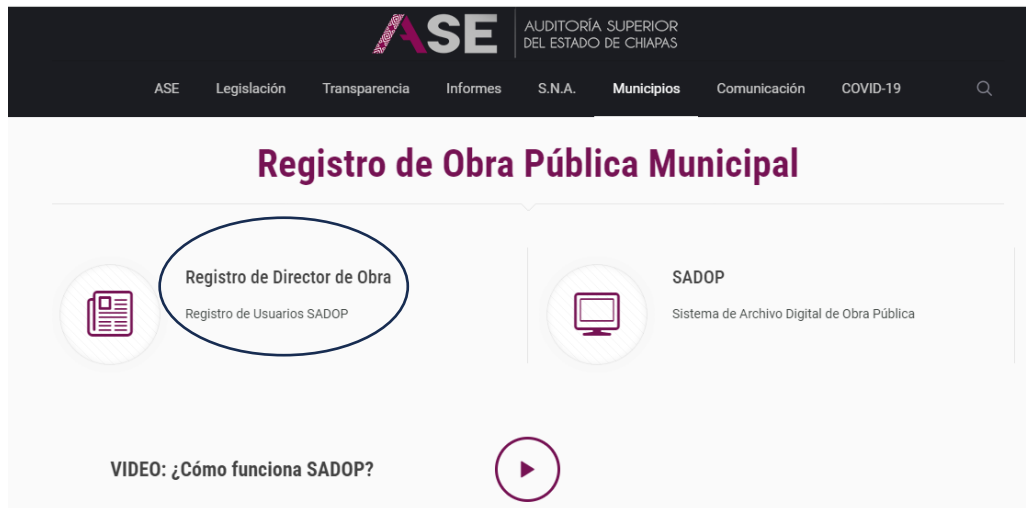 ASE
AUDITORÍA SUPERIOR
DEL ESTADO DE CHIAPAS
ASE Legislación Transparencia Informes S.N.A. Municipios Comunicación COVID-19
Registro de Obra Pública Municipal
Registro de Director de Obra
Registro de Usuarios SADOP
SADOP
Sistema de Archivo Digital de Obra Pública
VIDEO: ¿Cómo funciona SADOP?